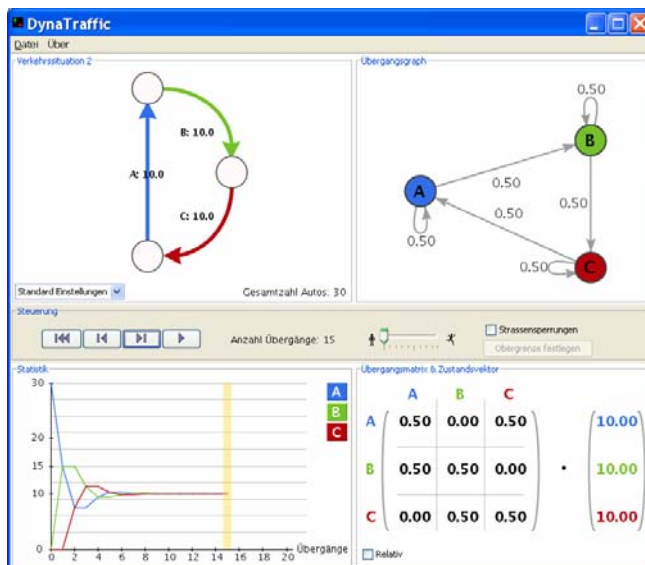 DynaTraffic
Datei Über
Verkehrssituation 2
B: 10.0
A: 10.0
C: 10.0
Standard Einstellungen
Gesamtzahl Autos: 30
Übergangsgraph
0.50
B
0.50
A
0.50
0.50
0.50
0.50
C
Steuerung
Anzahl Übergänge: 15
Strassensperrungen
Obergrenze festlegen
Statistik
30
20
15
10
0
0 2 4 6 8 10 12 14 16 18 20
Übergänge
A
B
C
Übergangsmatrix & Zustandsvektor
A B C
A 0.50 0.00 0.50 10.00
B 0.50 0.50 0.00 • 10.00
C 0.00 0.50 0.50 10.00
Relativ